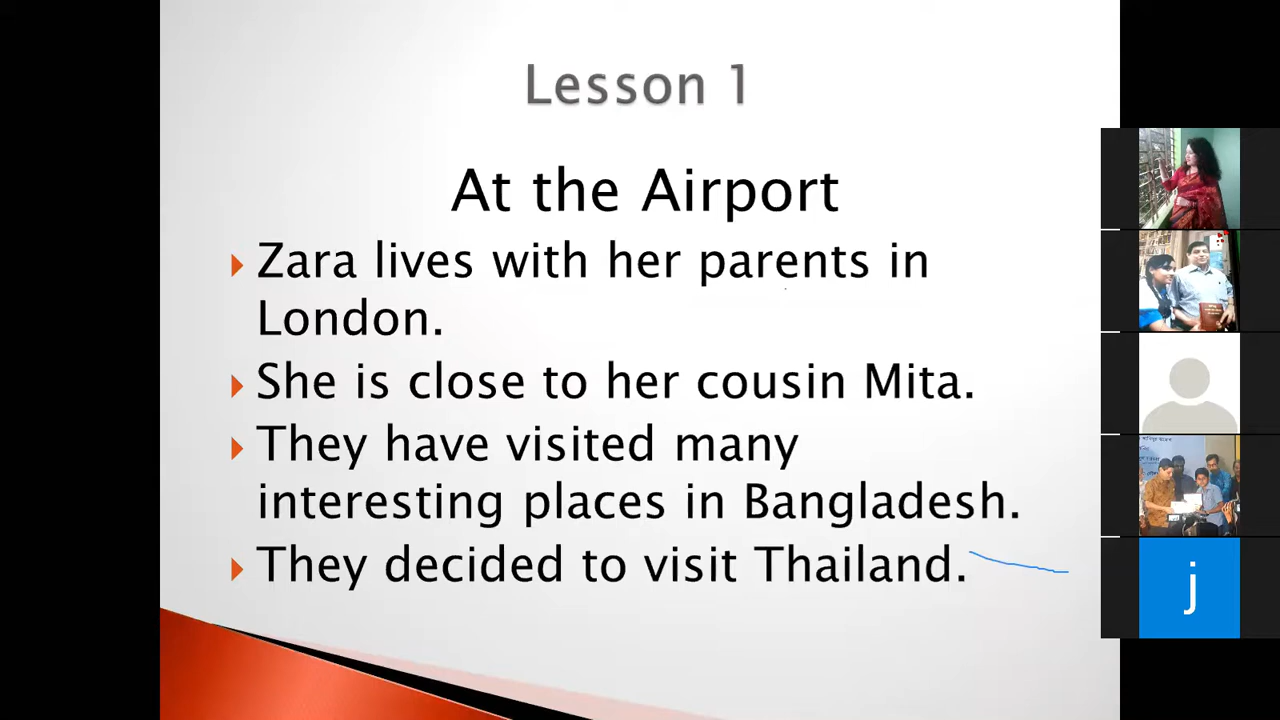 Lesson 1
At the Airport
Zara lives with her parents in
London.
She is close to her cousin Mita.
They have visited many
interesting places in Bangladesh.
They decided to visit Thailand.
j